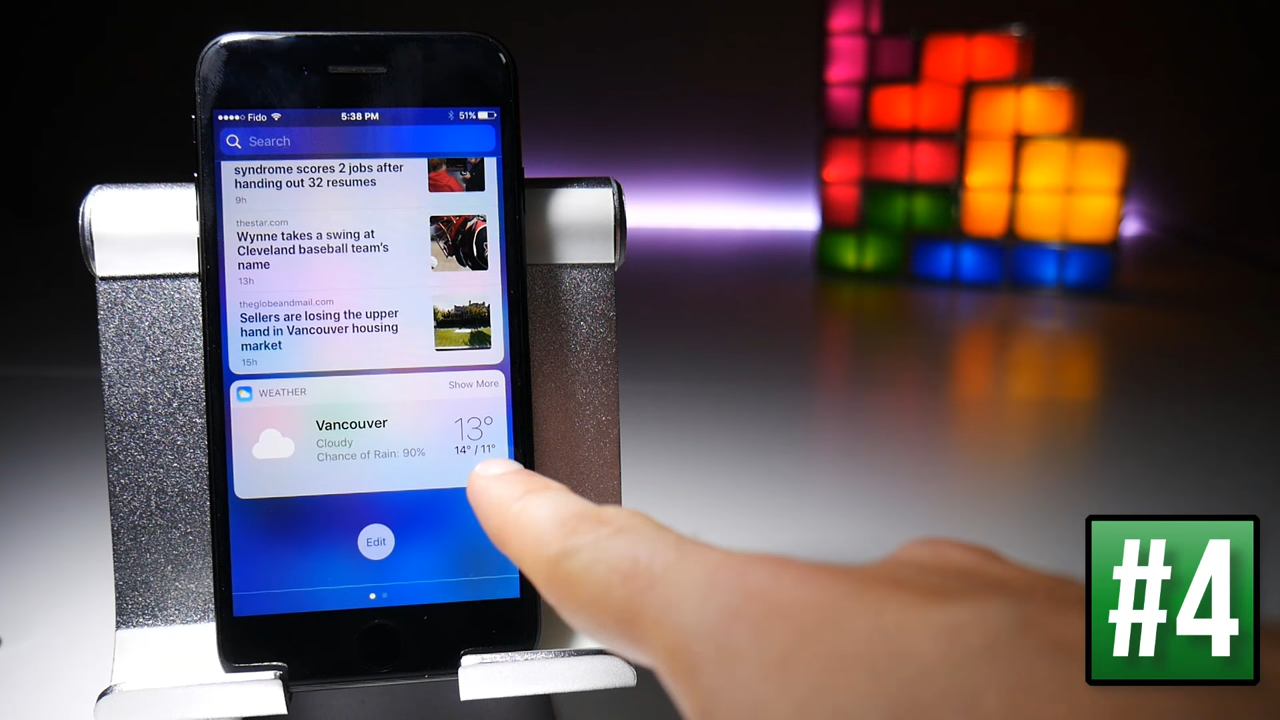 Fido 5:38 PM 51%
Search
syndrome scores 2 jobs after
handing out 32 resumes
9h
thestar.com
Wynne takes a swing at
Cleveland baseball team's
name
13h
theglobeandmail.com
Sellers are losing the upper
hand in Vancouver housing
market
15h
WEATHER Show More
Vancouver
13°
Cloudy
14° / 11°
Chance of Rain: 90%
Edit
#4